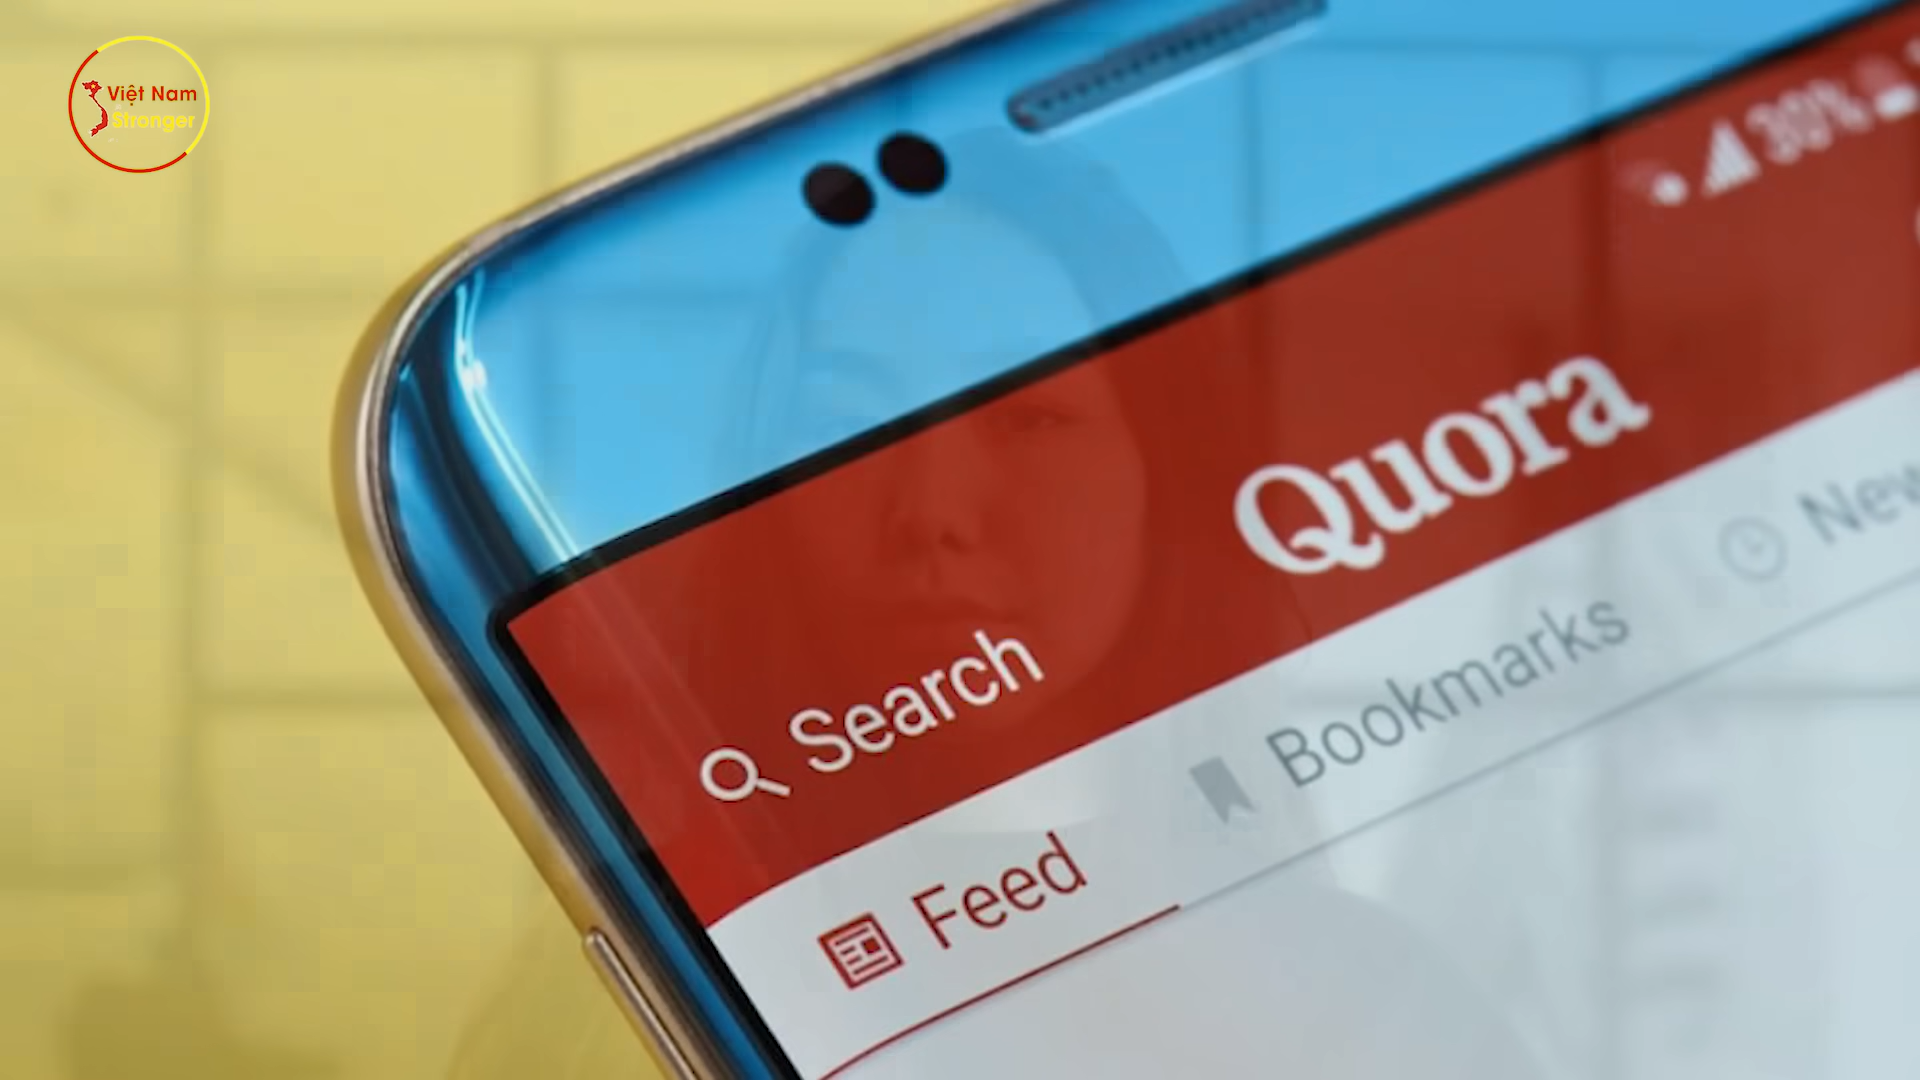 Việt Nam
Stronger
30%
Quora
Search
Bookmarks
Feed